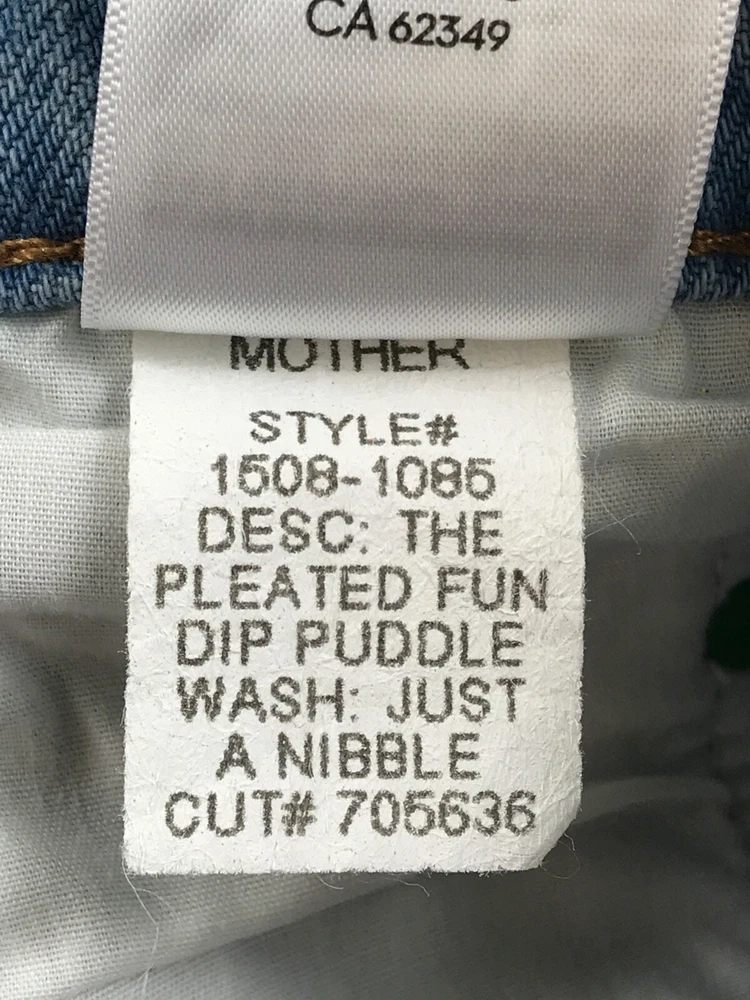 CA 62349
MOTHER
STYLE#
1508-1085
DESC: THE
PLEATED FUN
DIP PUDDLE
WASH: JUST
A NIBBLE
CUT# 705636